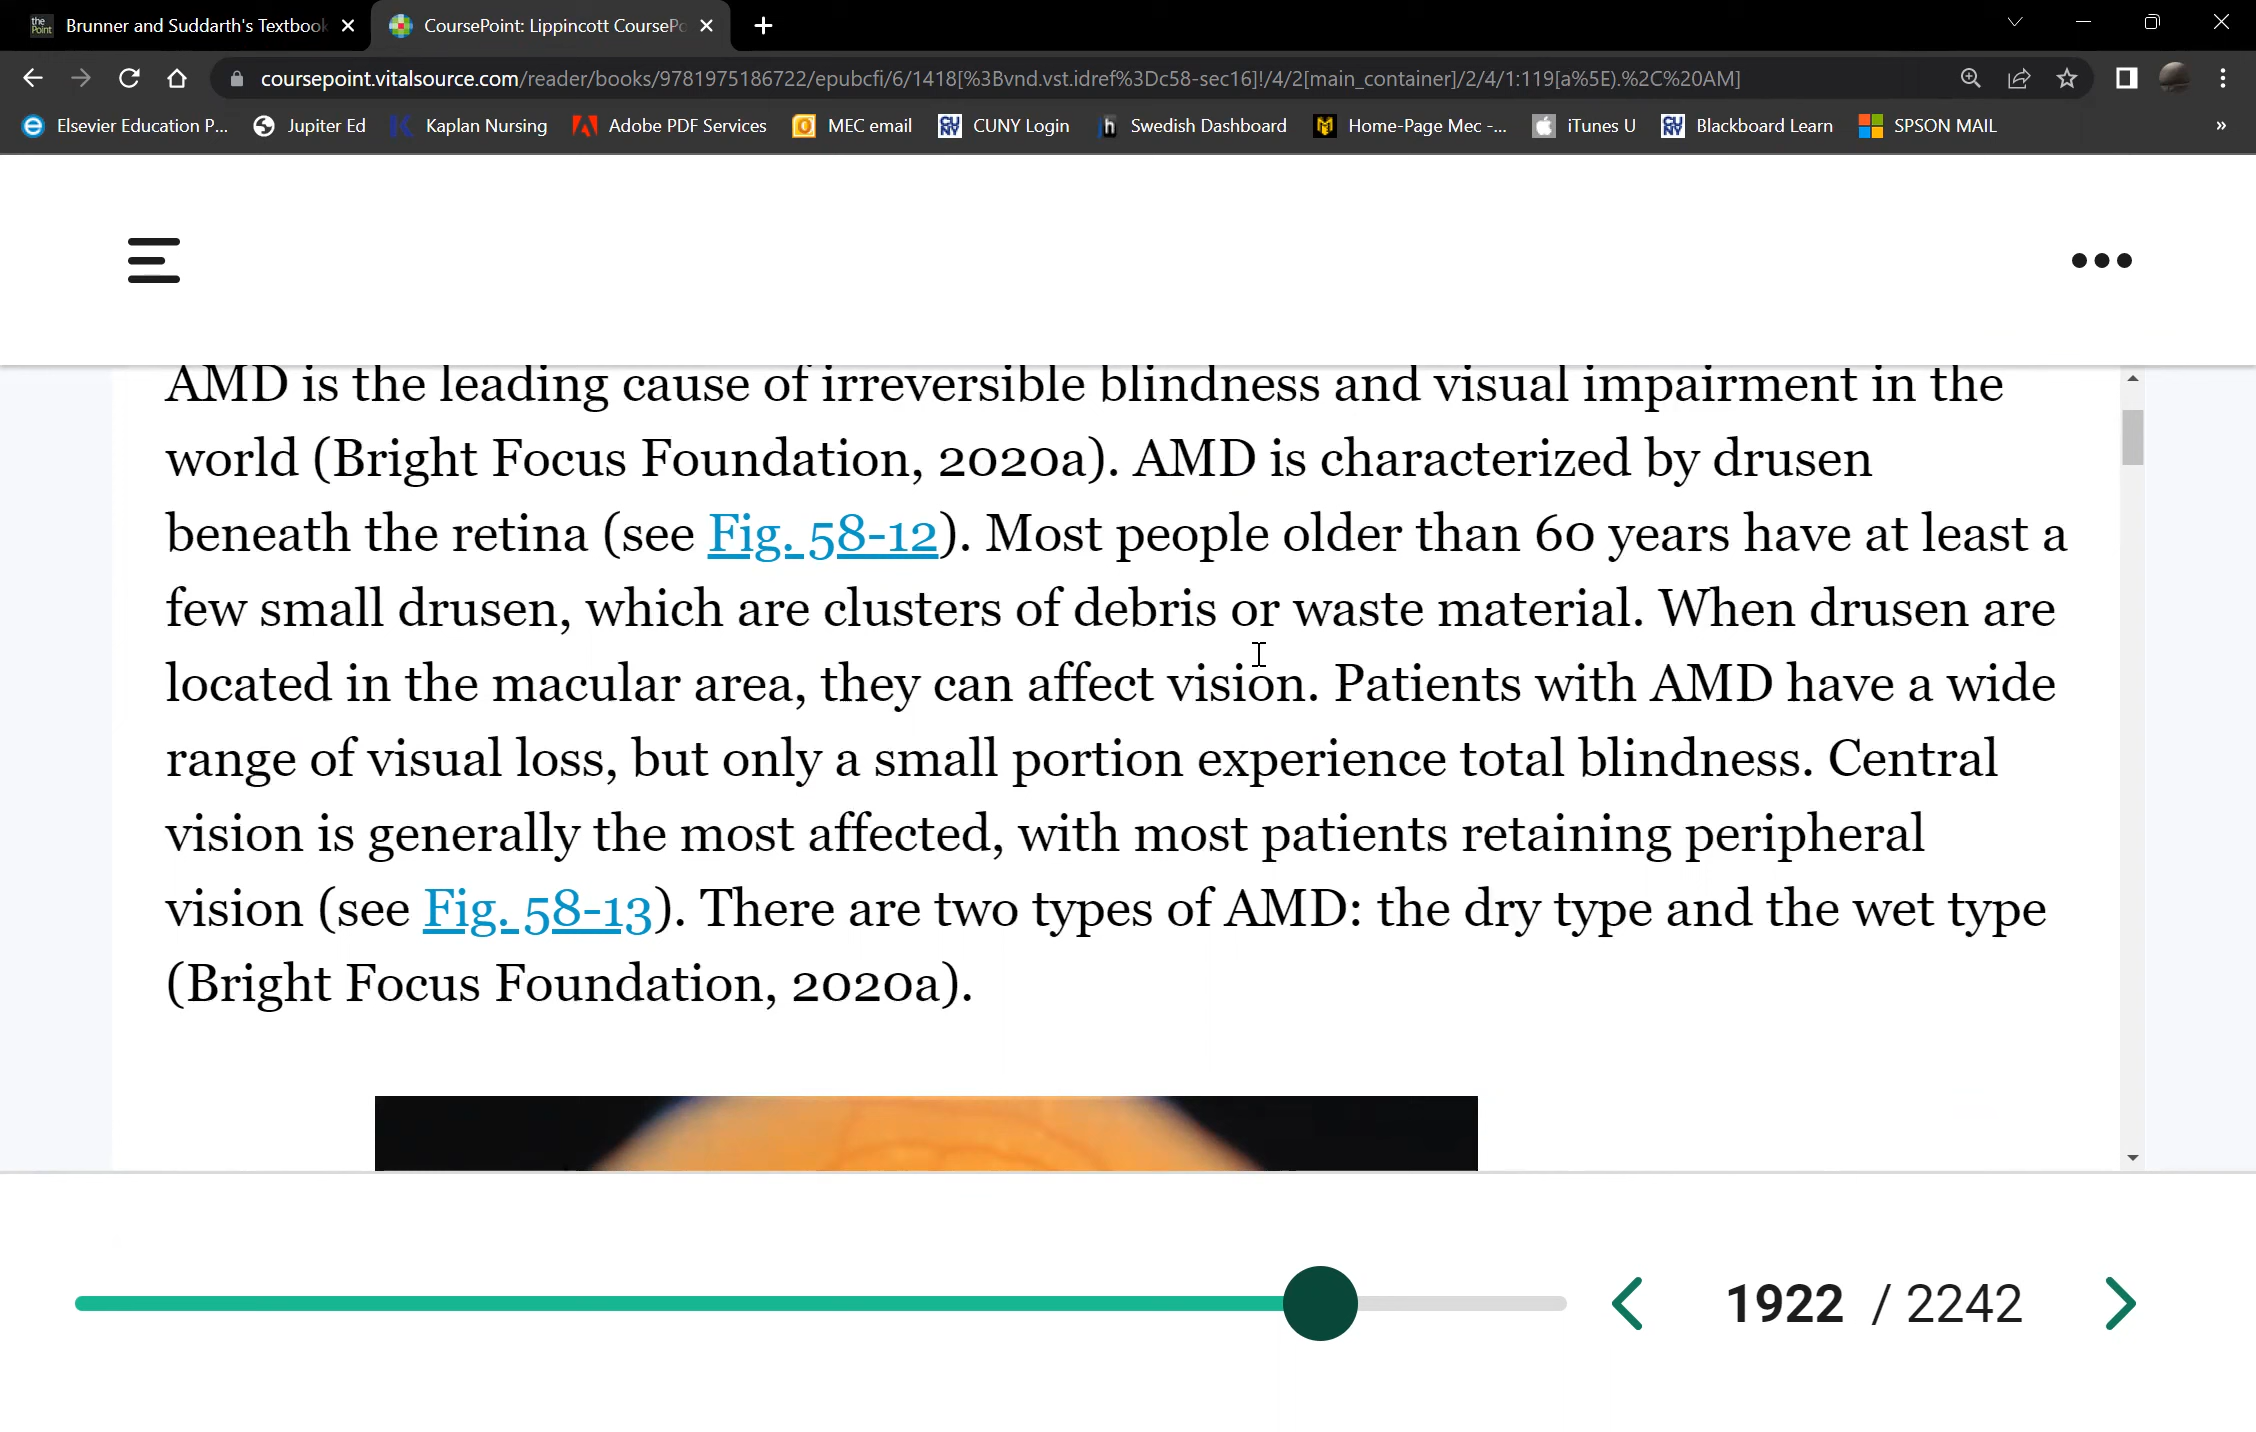 the Point
Brunner and Suddarth's Textbook
CoursePoint: Lippincott CoursePo
coursepoint.vitalsource.com/reader/books/9781975186722/epubcfi/6/1418[%3Bvnd.vst.idref%3Dc58-sec16]!/4/2[main_container]/2/4/1:119[a%5E).%2C%20AM]
Elsevier Education P... Jupiter Ed Kaplan Nursing Adobe PDF Services MEC email CUNY Login Swedish Dashboard Home-Page Mec -... iTunes U Blackboard Learn SPSON MAIL »
AMD is the leading cause of irreversible blindness and visual impairment in the
world (Bright Focus Foundation, 2020a). AMD is characterized by drusen
beneath the retina (see Fig. 58-12). Most people older than 60 years have at least a
few small drusen, which are clusters of debris or waste material. When drusen are
located in the macular area, they can affect vision. Patients with AMD have a wide
range of visual loss, but only a small portion experience total blindness. Central
vision is generally the most affected, with most patients retaining peripheral
vision (see Fig. 58-13). There are two types of AMD: the dry type and the wet type
(Bright Focus Foundation, 2020a).
1922 / 2242